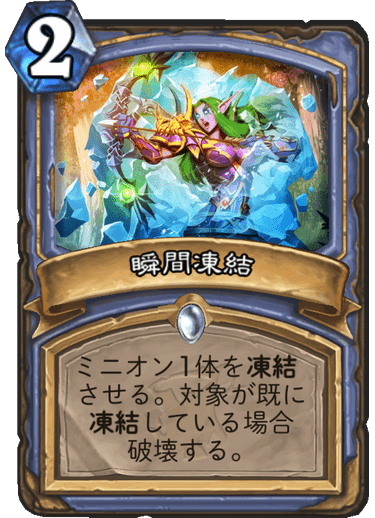 2
瞬間凍結
ミニオン1体を凍結
させる。対象が既に
凍結している場合
破壊する。